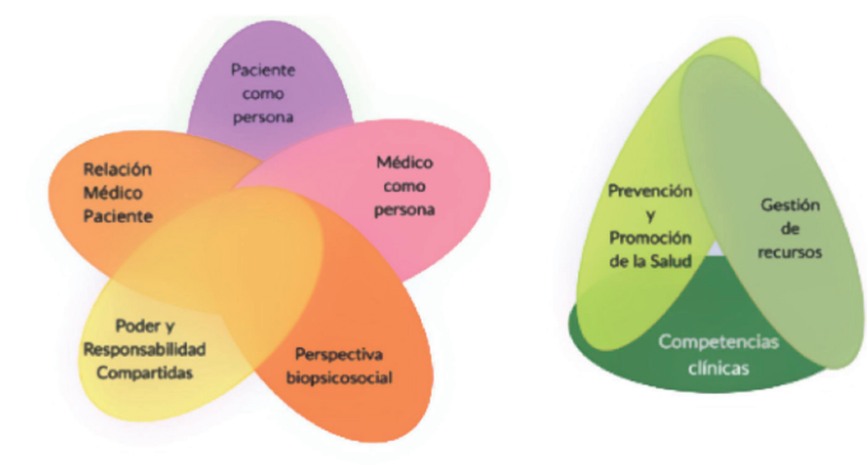 Paciente
como
persona
Médico
como
persona
Relación
Médico
Paciente
Poder y
Responsabilidad
Compartidas
Perspectiva
biopsicosocial
Prevención
y
Promoción
de la Salud
Gestión
de
recursos
Competencias
clínicas